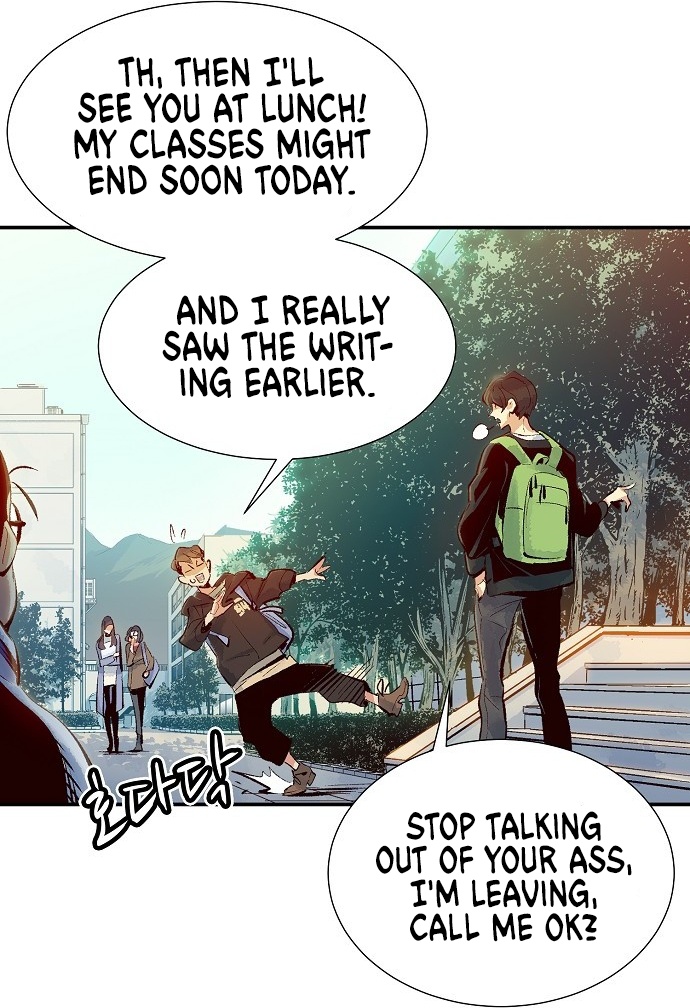 TH, THEN I'LL
SEE YOU AT LUNCH!
MY CLASSES MIGHT
END SOON TODAY.
AND I REALLY
SAW THE WRIT-
ING EARLIER.
후다닥
STOP TALKING
OUT OF YOUR ASS,
I'M LEAVING,
CALL ME OK?